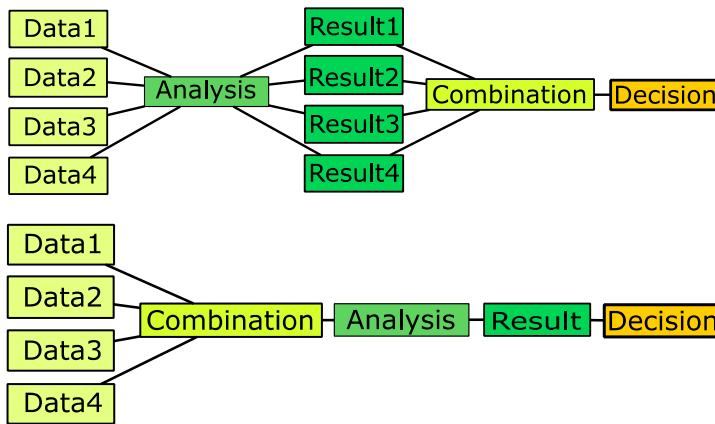 Data1
Data2
Data3
Data4
Analysis
Result1
Result2
Result3
Result4
Combination
Decision
Data1
Data2
Data3
Data4
Combination
Analysis
Result
Decision